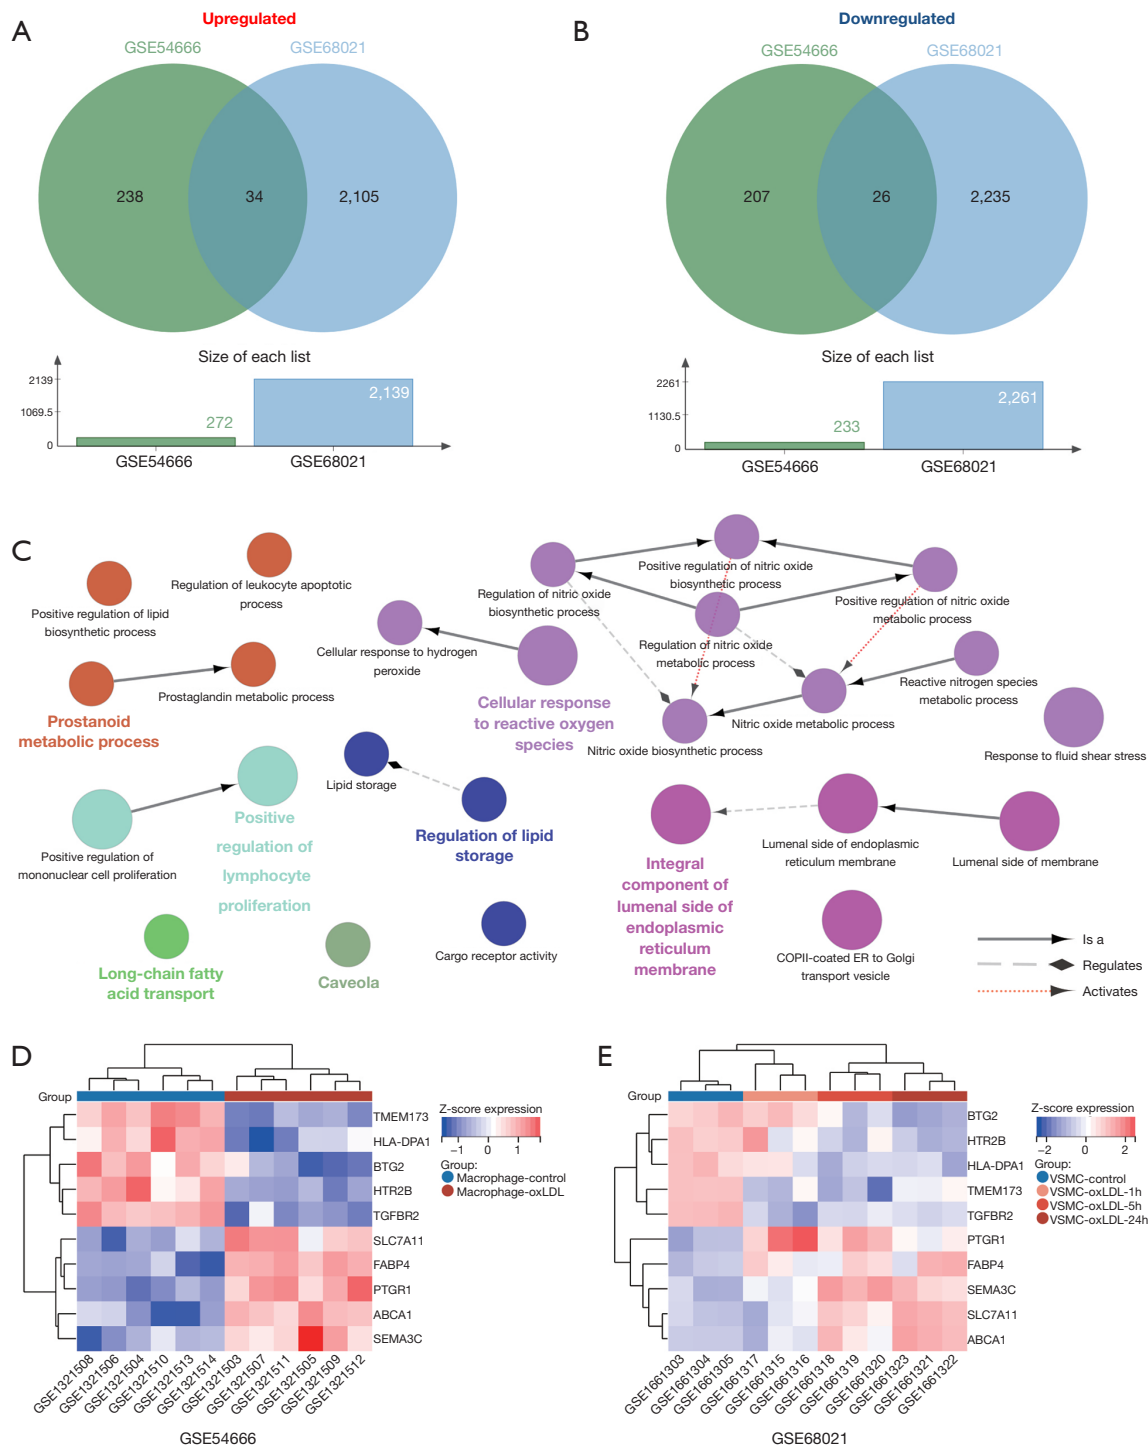 A
Upregulated
GSE54666
GSE68021
238
34
2,105
Size of each list
2139
1069.5
0
272
2,139
GSE54666
GSE68021
B
Downregulated
GSE54666
GSE68021
207
26
2,235
Size of each list
2261
1130.5
0
233
2,261
GSE54666
GSE68021
C
Positive regulation of lipid
biosynthetic process
Regulation of leukocyte apoptotic
process
Prostanoid
metabolic process
Prostaglandin metabolic process
Cellular response to hydrogen
peroxide
Cellular response
to reactive oxygen
species
Regulation of nitric oxide
biosynthetic process
Positive regulation of nitric oxide
biosynthetic process
Regulation of nitric oxide
metabolic process
Positive regulation of nitric oxide
metabolic process
Reactive nitrogen species
metabolic process
Nitric oxide metabolic process
Nitric oxide biosynthetic process
Response to fluid shear stress
Positive regulation of
mononuclear cell proliferation
Positive
regulation of
lymphocyte
proliferation
Lipid storage
Regulation of lipid
storage
Integral
component of
lumenal side of
endoplasmic
reticulum
membrane
Lumenal side of endoplasmic
reticulum membrane
Lumenal side of membrane
Long-chain fatty
acid transport
Caveola
Cargo receptor activity
COPII-coated ER to Golgi
transport vesicle
Is a
Regulates
Activates
D
Group
TMEM173
HLA-DPA1
BTG2
HTR2B
TGFBR2
SLC7A11
FABP4
PTGR1
ABCA1
SEMA3C
Z-score expression
−1 0 1
Group:
Macrophage-control
Macrophage-oxLDL
GSE1321508
GSE1321506
GSE1321504
GSE1321510
GSE1321513
GSE1321514
GSE1321503
GSE1321507
GSE1321511
GSE1321505
GSE1321509
GSE1321512
GSE54666
E
Group
BTG2
HTR2B
HLA-DPA1
TMEM173
TGFBR2
PTGR1
FABP4
SEMA3C
SLC7A11
ABCA1
Z-score expression
−2 0 2
Group:
VSMC-control
VSMC-oxLDL-1h
VSMC-oxLDL-5h
VSMC-oxLDL-24h
GSE1661303
GSE1661304
GSE1661305
GSE1661317
GSE1661315
GSE1661316
GSE1661318
GSE1661319
GSE1661320
GSE1661323
GSE1661321
GSE1661322
GSE68021